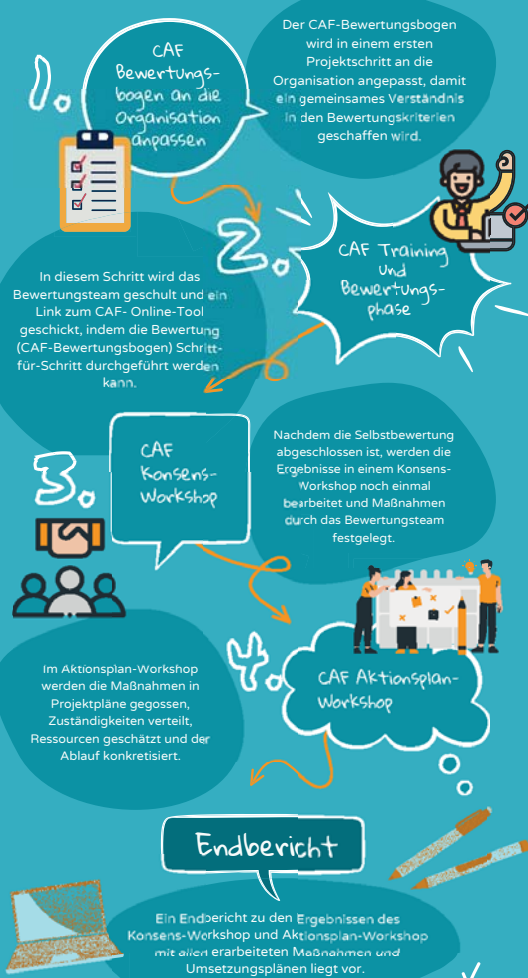 1.
CAF
Bewertungs-
bogen an die
Organisation
anpassen
Der CAF-Bewertungsbogen
wird in einem ersten
Projektschritt an die
Organisation angepasst, damit
ein gemeinsames Verständnis
in den Bewertungskriterien
geschaffen wird.
2.
CAF Training
und
Bewertungs-
phase
In diesem Schritt wird das
Bewertungsteam geschult und ein
Link zum CAF- Online-Tool
geschickt, indem die Bewertung
(CAF-Bewertungsbogen) Schritt-
für-Schritt durchgeführt werden
kann.
3.
CAF
Konsens-
Workshop
Nachdem die Selbstbewertung
abgeschlossen ist, werden die
Ergebnisse in einem Konsens-
Workshop noch einmal
bearbeitet und Maßnahmen
durch das Bewertungsteam
festgelegt.
4.
CAF Aktionsplan-
Workshop
Im Aktionsplan-Workshop
werden die Maßnahmen in
Projektpläne gegossen,
Zuständigkeiten verteilt,
Ressourcen geschätzt und der
Ablauf konkretisiert.
Endbericht
Ein Endbericht zu den Ergebnissen des
Konsens-Workshop und Aktionsplan-Workshop
mit allen erarbeiteten Maßnahmen und
Umsetzungsplänen liegt vor.